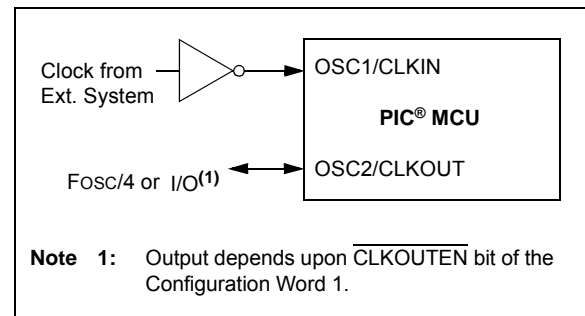 Clock from
Ext. System
OSC1/CLKIN
PIC® MCU
OSC2/CLKOUT
FOSC/4 or I/O(1)
Note 1: Output depends upon CLKOUTEN bit of the
Configuration Word 1.